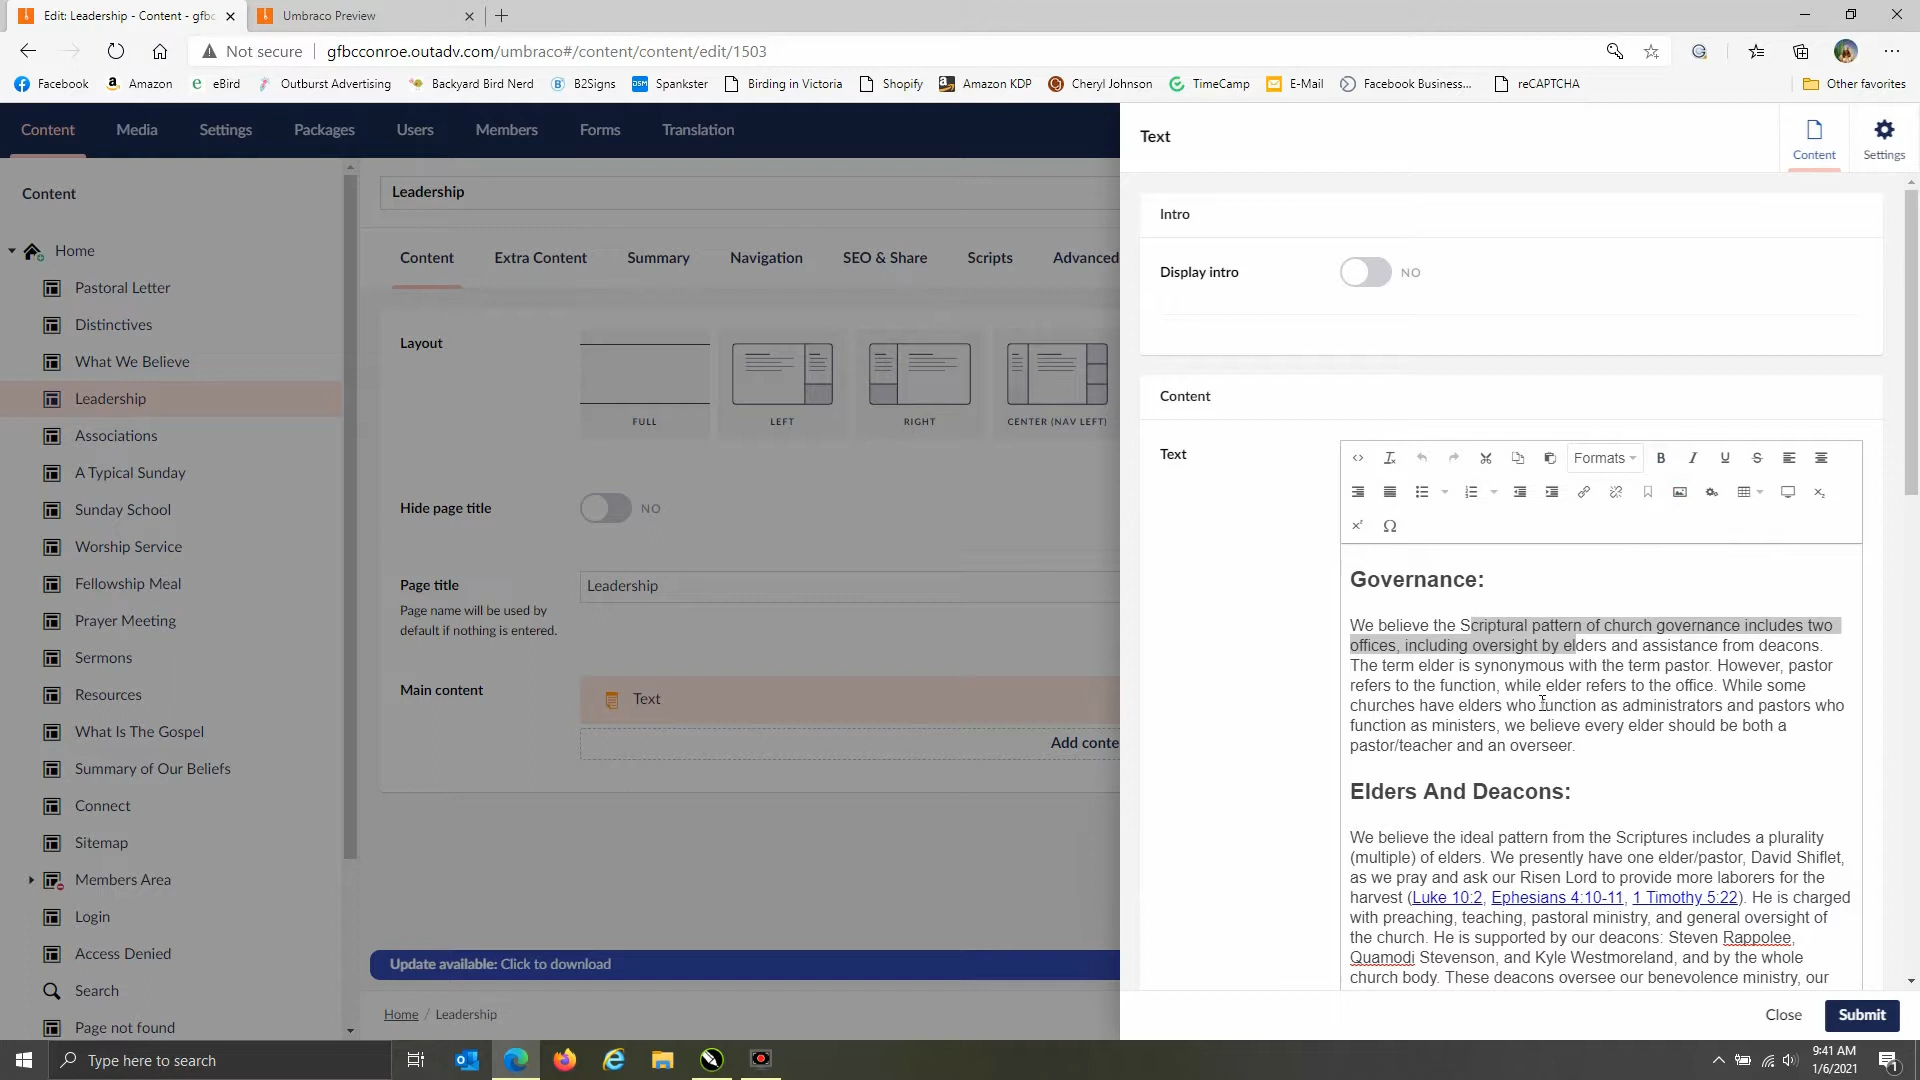 Edit: Leadership - Content - gfbc
Umbraco Preview
Not secure
gfbcconroe.outadv.com/umbraco#/content/content/edit/1503
Facebook
Amazon
eBird
Outburst Advertising
Backyard Bird Nerd
B2Signs
Spankster
Birding in Victoria
Shopify
Amazon KDP
Cheryl Johnson
TimeCamp
E-Mail
Facebook Business...
reCAPTCHA
Other favorites
Content
Media
Settings
Packages
Users
Members
Forms
Translation
Content
Home
Pastoral Letter
Distinctives
What We Believe
Leadership
Associations
A Typical Sunday
Sunday School
Worship Service
Fellowship Meal
Prayer Meeting
Sermons
Resources
What Is The Gospel
Summary of Our Beliefs
Connect
Sitemap
Members Area
Login
Access Denied
Search
Page not found
Leadership
Content
Extra Content
Summary
Navigation
SEO & Share
Scripts
Advanced
Layout
FULL
LEFT
RIGHT
CENTER (NAV LEFT)
Hide page title
NO
Page title
Page name will be used by
default if nothing is entered.
Leadership
Main content
Text
Add conte
Update available: Click to download
Home / Leadership
Text
Content
Settings
Intro
Display intro
NO
Content
Text
Formats
Governance:
We believe the Scriptural pattern of church governance includes two
offices, including oversight by elders and assistance from deacons.
The term elder is synonymous with the term pastor. However, pastor
refers to the function, while elder refers to the office. While some
churches have elders who function as administrators and pastors who
function as ministers, we believe every elder should be both a
pastor/teacher and an overseer.
Elders And Deacons:
We believe the ideal pattern from the Scriptures includes a plurality
(multiple) of elders. We presently have one elder/pastor, David Shiflet,
as we pray and ask our Risen Lord to provide more laborers for the
harvest (Luke 10:2, Ephesians 4:10-11, 1 Timothy 5:22). He is charged
with preaching, teaching, pastoral ministry, and general oversight of
the church. He is supported by our deacons: Steven Rappolee,
Quamodi Stevenson, and Kyle Westmoreland, and by the whole
church body. These deacons oversee our benevolence ministry, our
Close
Submit
Type here to search
9:41 AM
1/6/2021